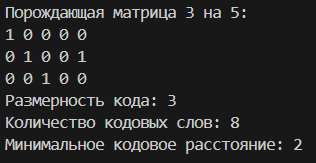 Порождающая матрица 3 на 5:
1 0 0 0 0
0 1 0 0 1
0 0 1 0 0
Размерность кода: 3
Количество кодовых слов: 8
Минимальное кодовое расстояние: 2